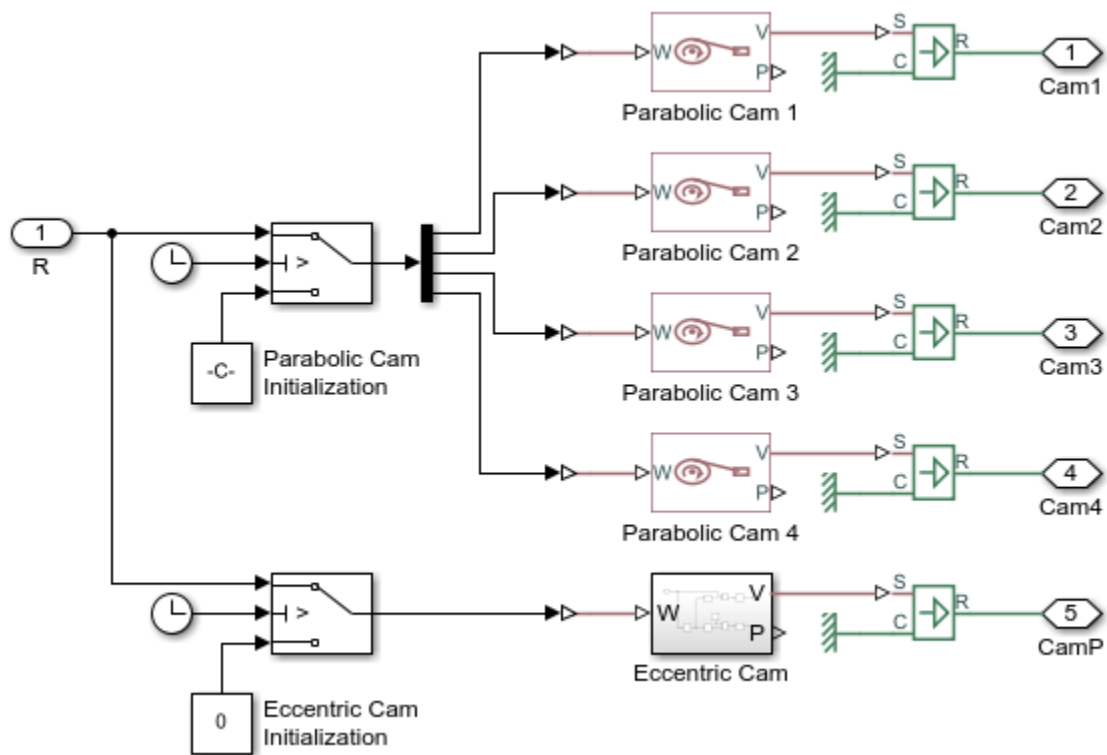 V
S
W
P
C
R
1
Cam1
Parabolic Cam 1
V
S
W
P
C
R
2
Cam2
Parabolic Cam 2
1
R
>
-C-
Parabolic Cam
Initialization
V
S
W
P
C
R
3
Cam3
Parabolic Cam 3
V
S
W
P
C
R
4
Cam4
Parabolic Cam 4
>
0
Eccentric Cam
Initialization
V
S
W
P
C
R
5
CamP
Eccentric Cam